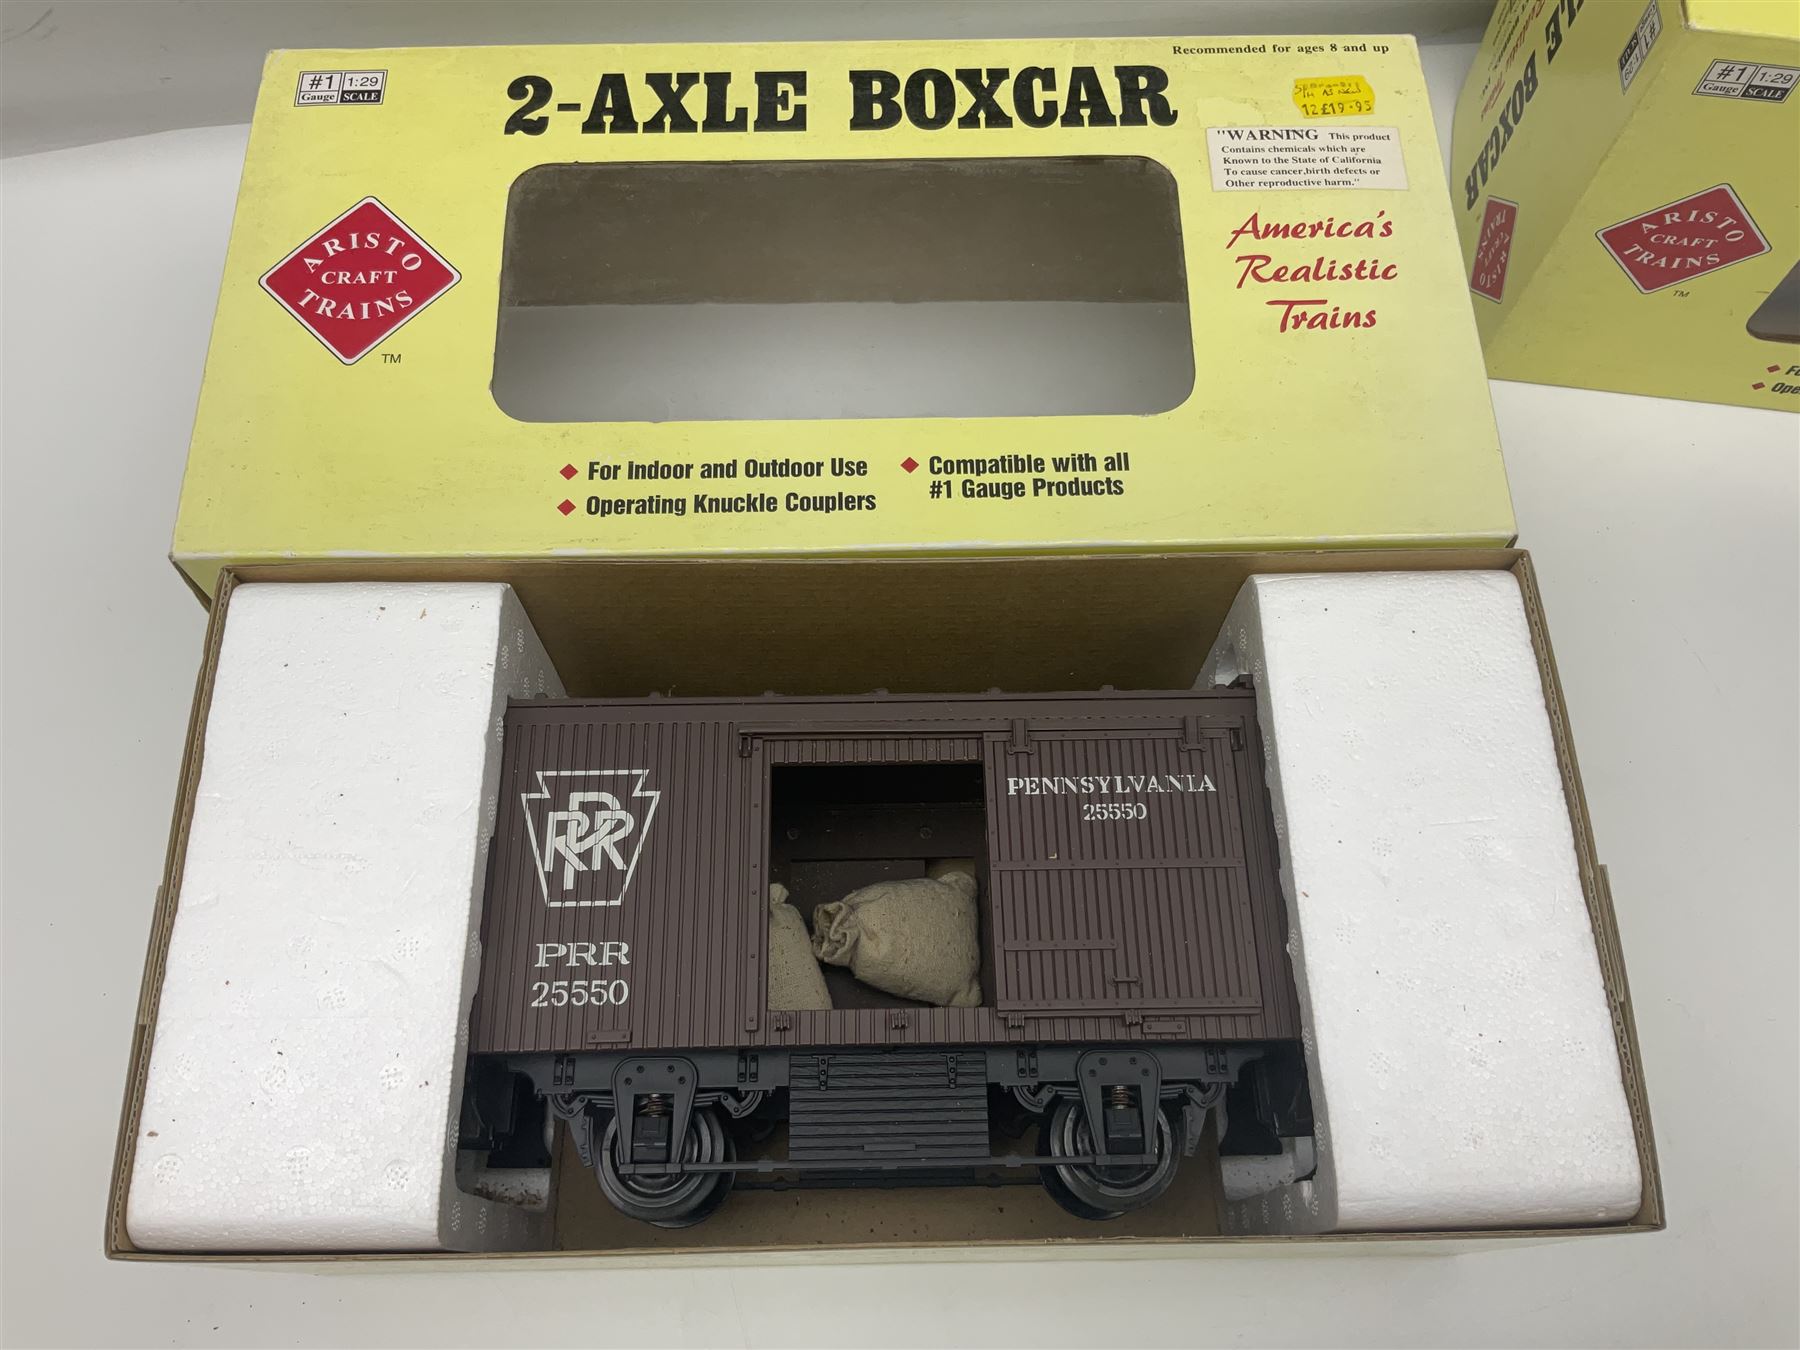 Recommended for ages 8 and up
#1 1:29
Gauge SCALE
2-AXLE BOXCAR
12 £19.95
"WARNING This product
Contains chemicals which are
Known to the State of California
To cause cancer,birth defects or
Other reproductive harm."
ARISTO
CRAFT
TRAINS
TM
America's
Realistic
Trains
For Indoor and Outdoor Use
Operating Knuckle Couplers
Compatible with all
#1 Gauge Products
PRR
PRR
25550
PENNSYLVANIA
25550
BOXCAR
#1 1:29
Gauge SCALE
ARISTO
CRAFT
TRAINS
TM